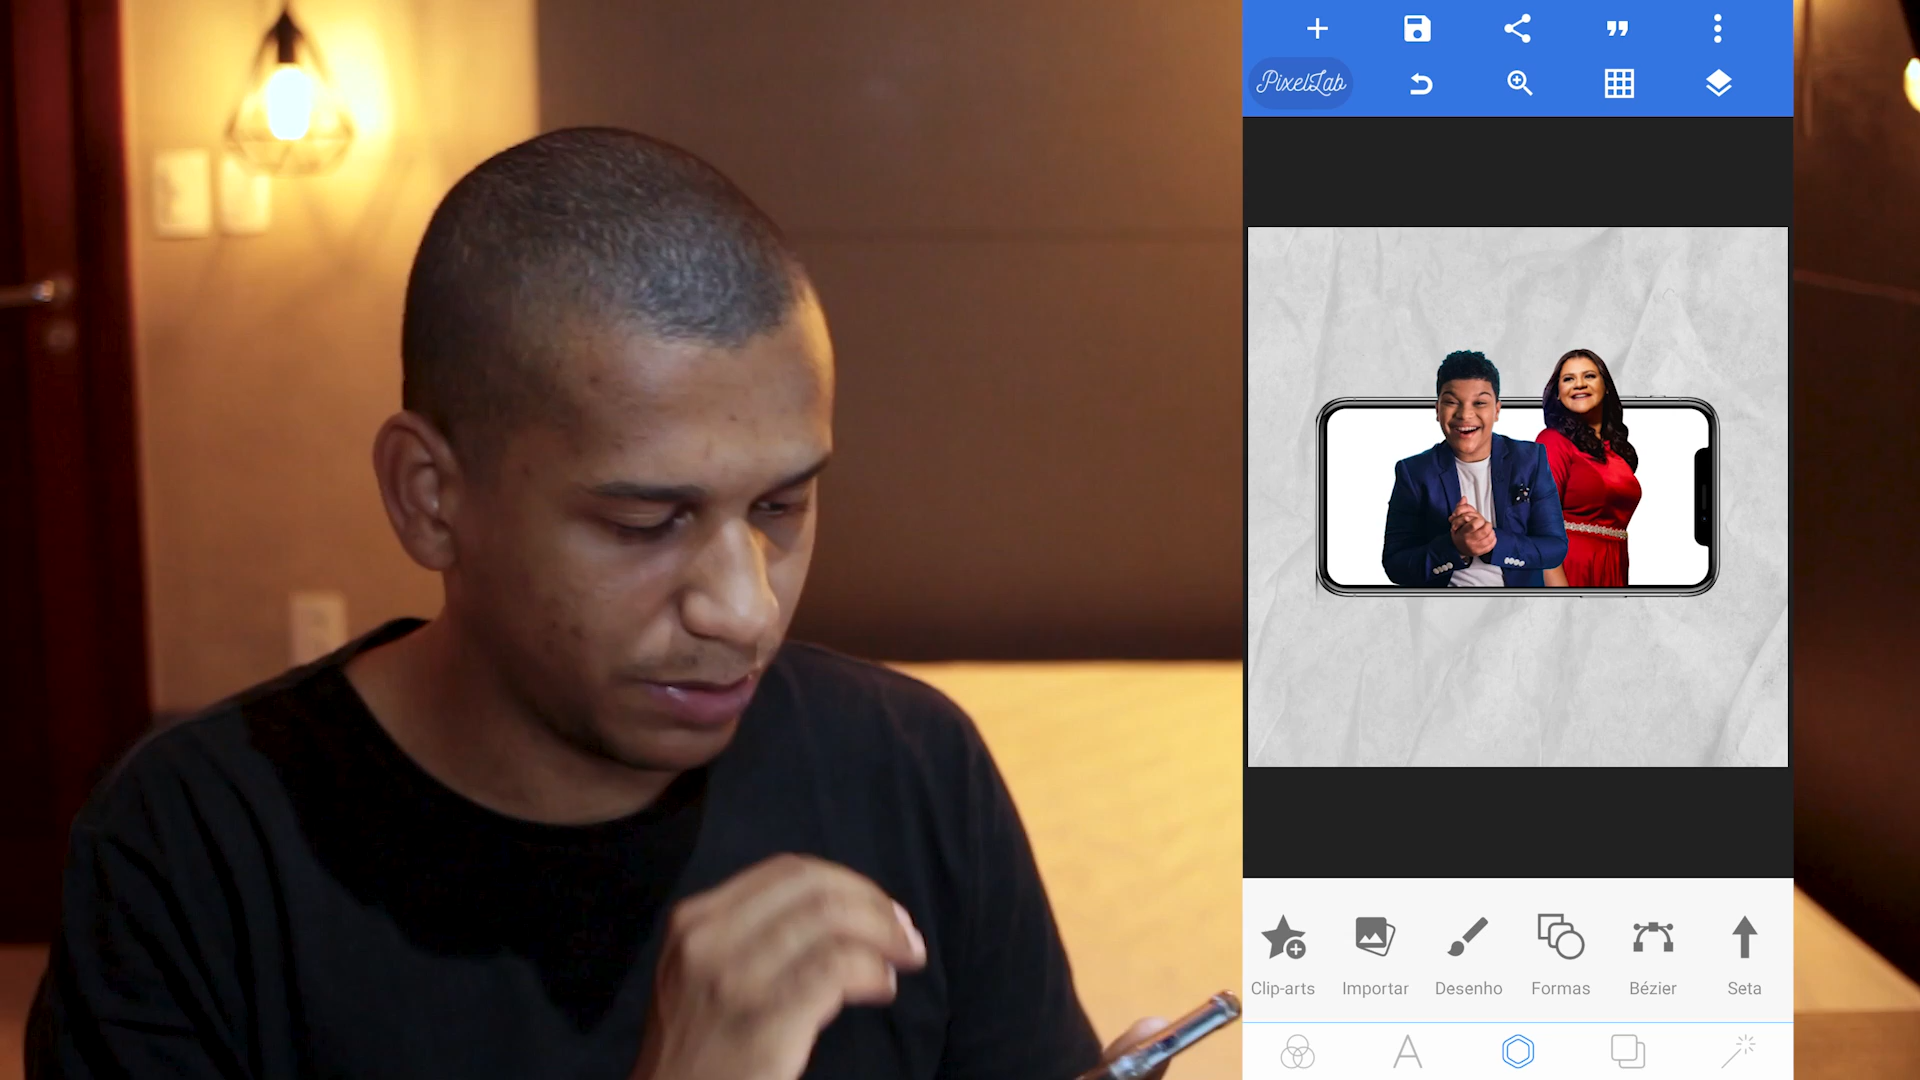 PixelLab
Clip-arts
Importar
Desenho
Formas
Bézier
Seta